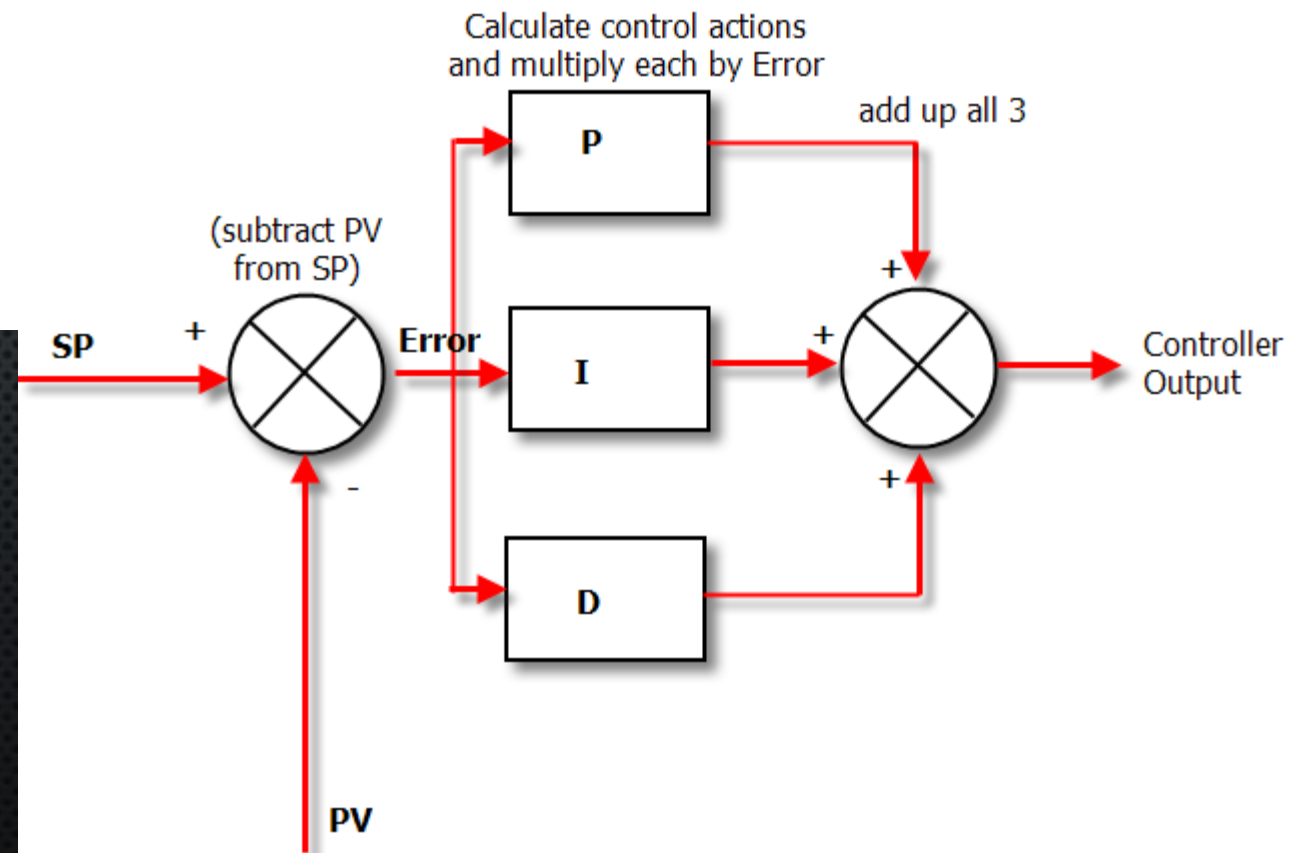 Calculate control actions
and multiply each by Error
P
add up all 3
(subtract PV
from SP)
+
SP
+
Error
I
+
Controller
Output
-
+
D
PV